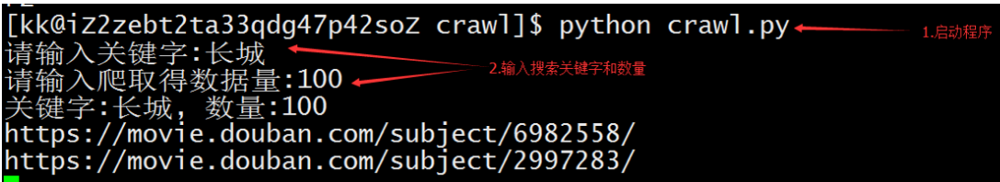 [kk@iZ2zebt2ta33qdg47p42soZ crawl]$ python crawl.py
1.启动程序
请输入关键字:长城
2.输入搜索关键字和数量
请输入爬取得数据量:100
关键字:长城, 数量:100
https://movie.douban.com/subject/6982558/
https://movie.douban.com/subject/2997283/